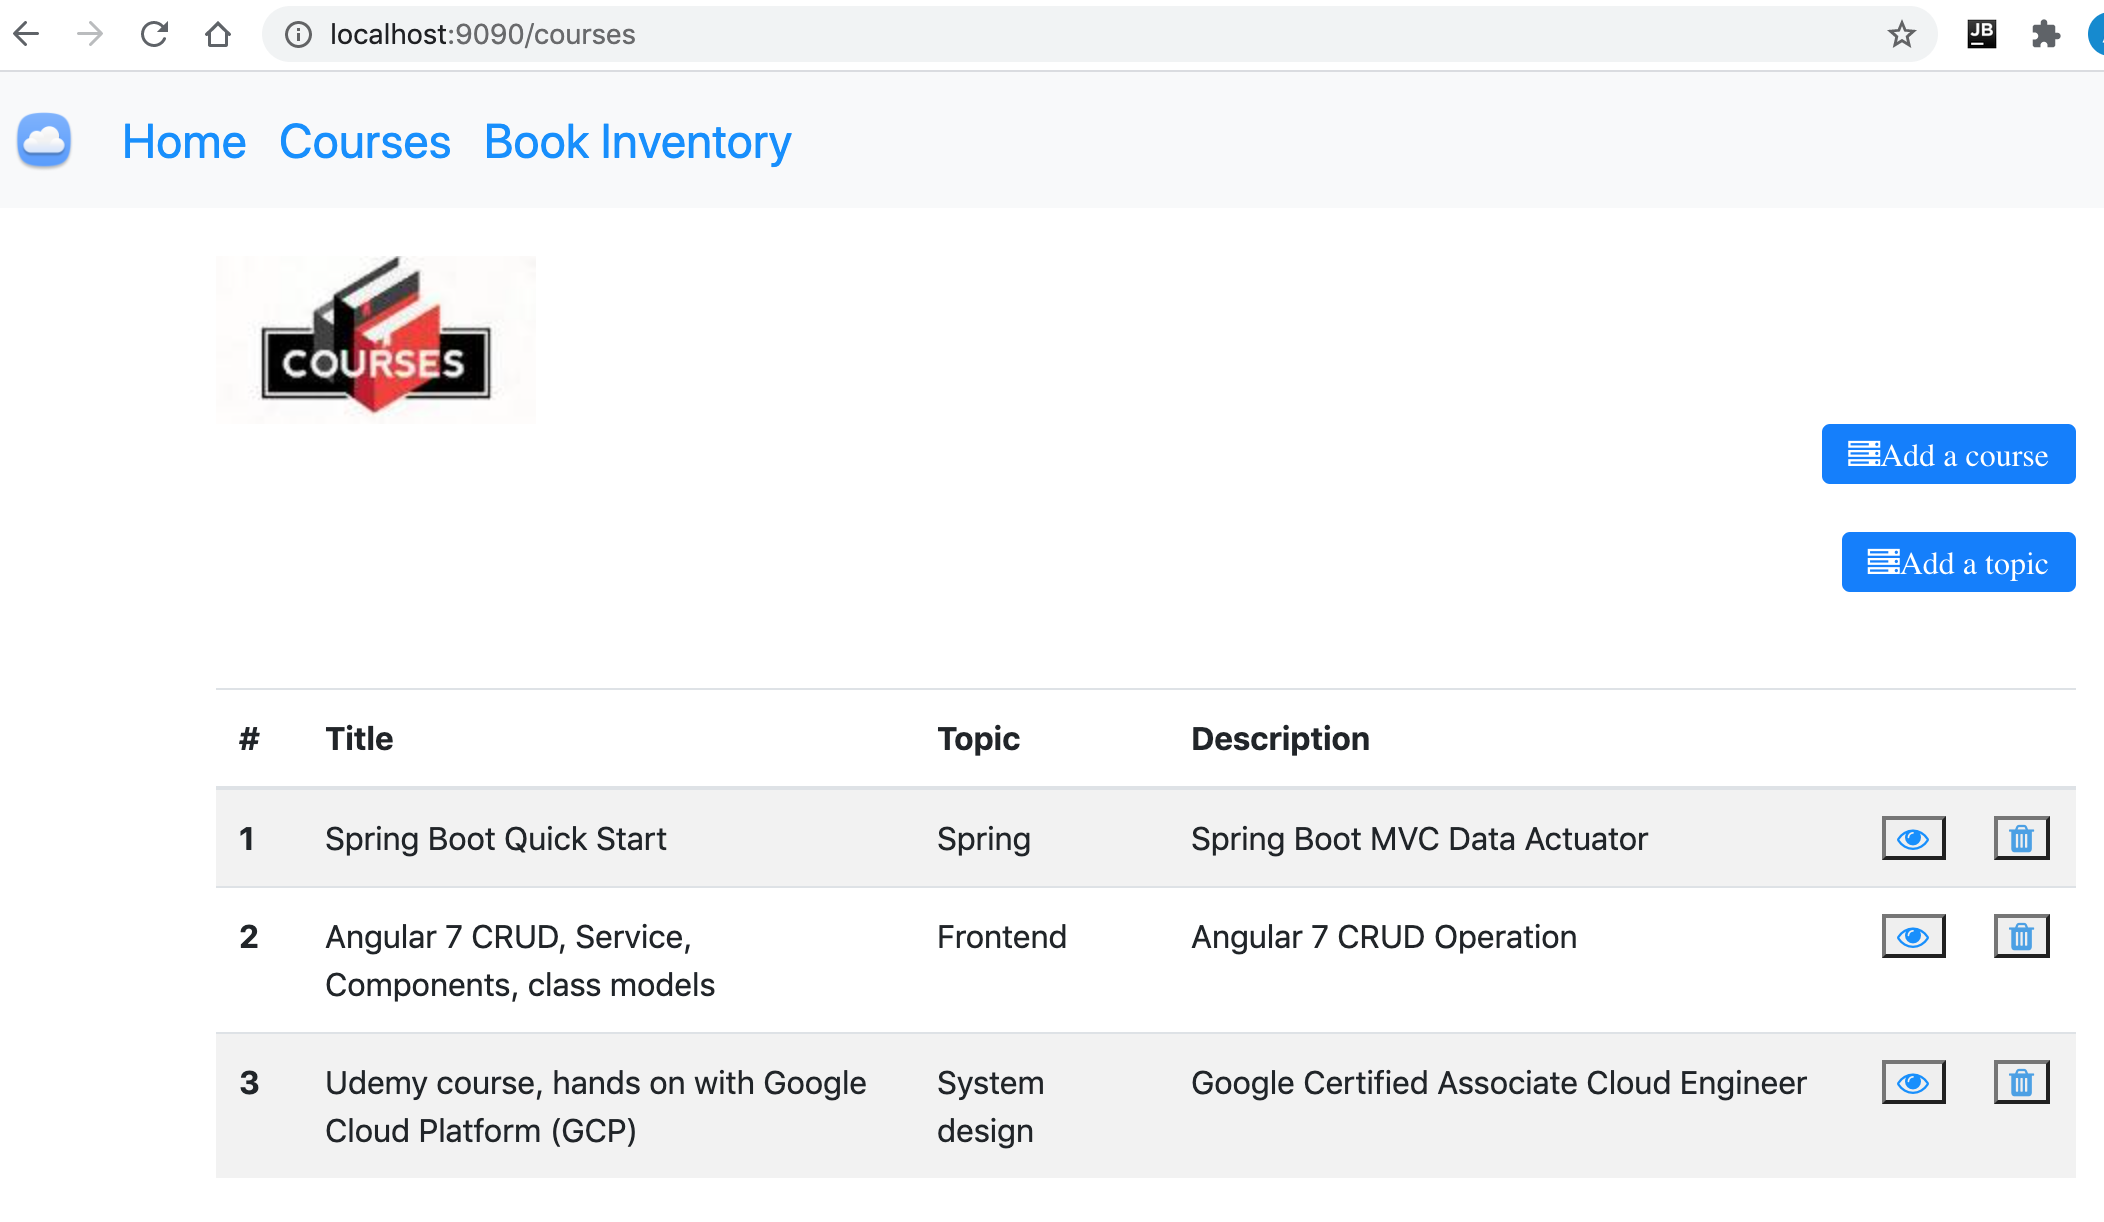 localhost:9090/courses
JB
Home Courses Book Inventory
COURSES
Add a course
Add a topic
# Title Topic Description
1 Spring Boot Quick Start Spring Spring Boot MVC Data Actuator
2 Angular 7 CRUD, Service, Frontend Angular 7 CRUD Operation
Components, class models
3 Udemy course, hands on with Google System Google Certified Associate Cloud Engineer
Cloud Platform (GCP) design